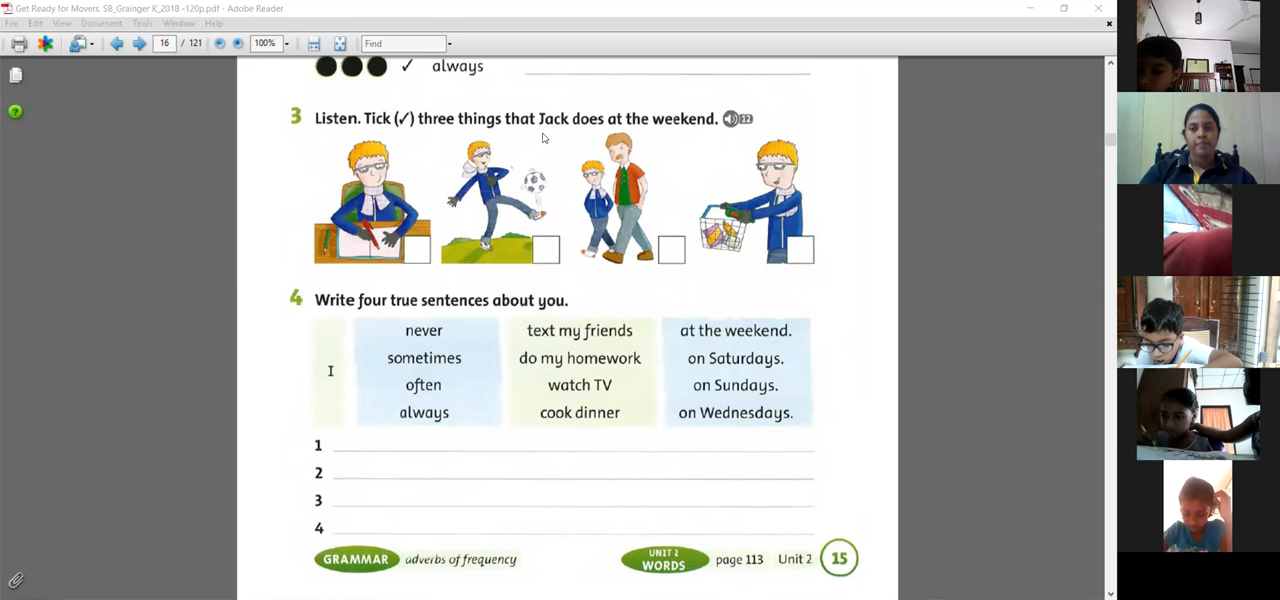 Get Ready for Movers. SB_Grainger K_2018 -120p.pdf - Adobe Reader
File Edit View Document Tools Window Help
16 / 121 100% Find
✓ always
3 Listen. Tick (✓) three things that Jack does at the weekend. 12
4 Write four true sentences about you.
never text my friends at the weekend.
sometimes do my homework on Saturdays.
I
often watch TV on Sundays.
always cook dinner on Wednesdays.
1
2
3
4
GRAMMAR adverbs of frequency UNIT 2 WORDS page 113 Unit 2 15